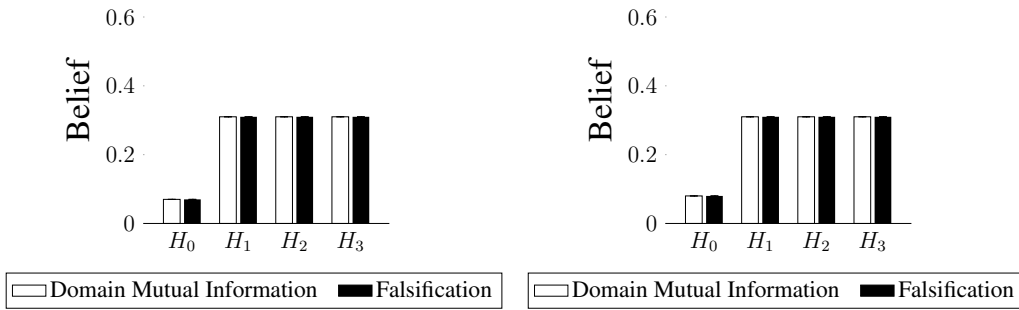 0.6
0.4
0.2
0
Belief
H₀ H₁ H₂ H₃
Domain Mutual Information Falsification
0.6
0.4
0.2
0
Belief
H₀ H₁ H₂ H₃
Domain Mutual Information Falsification